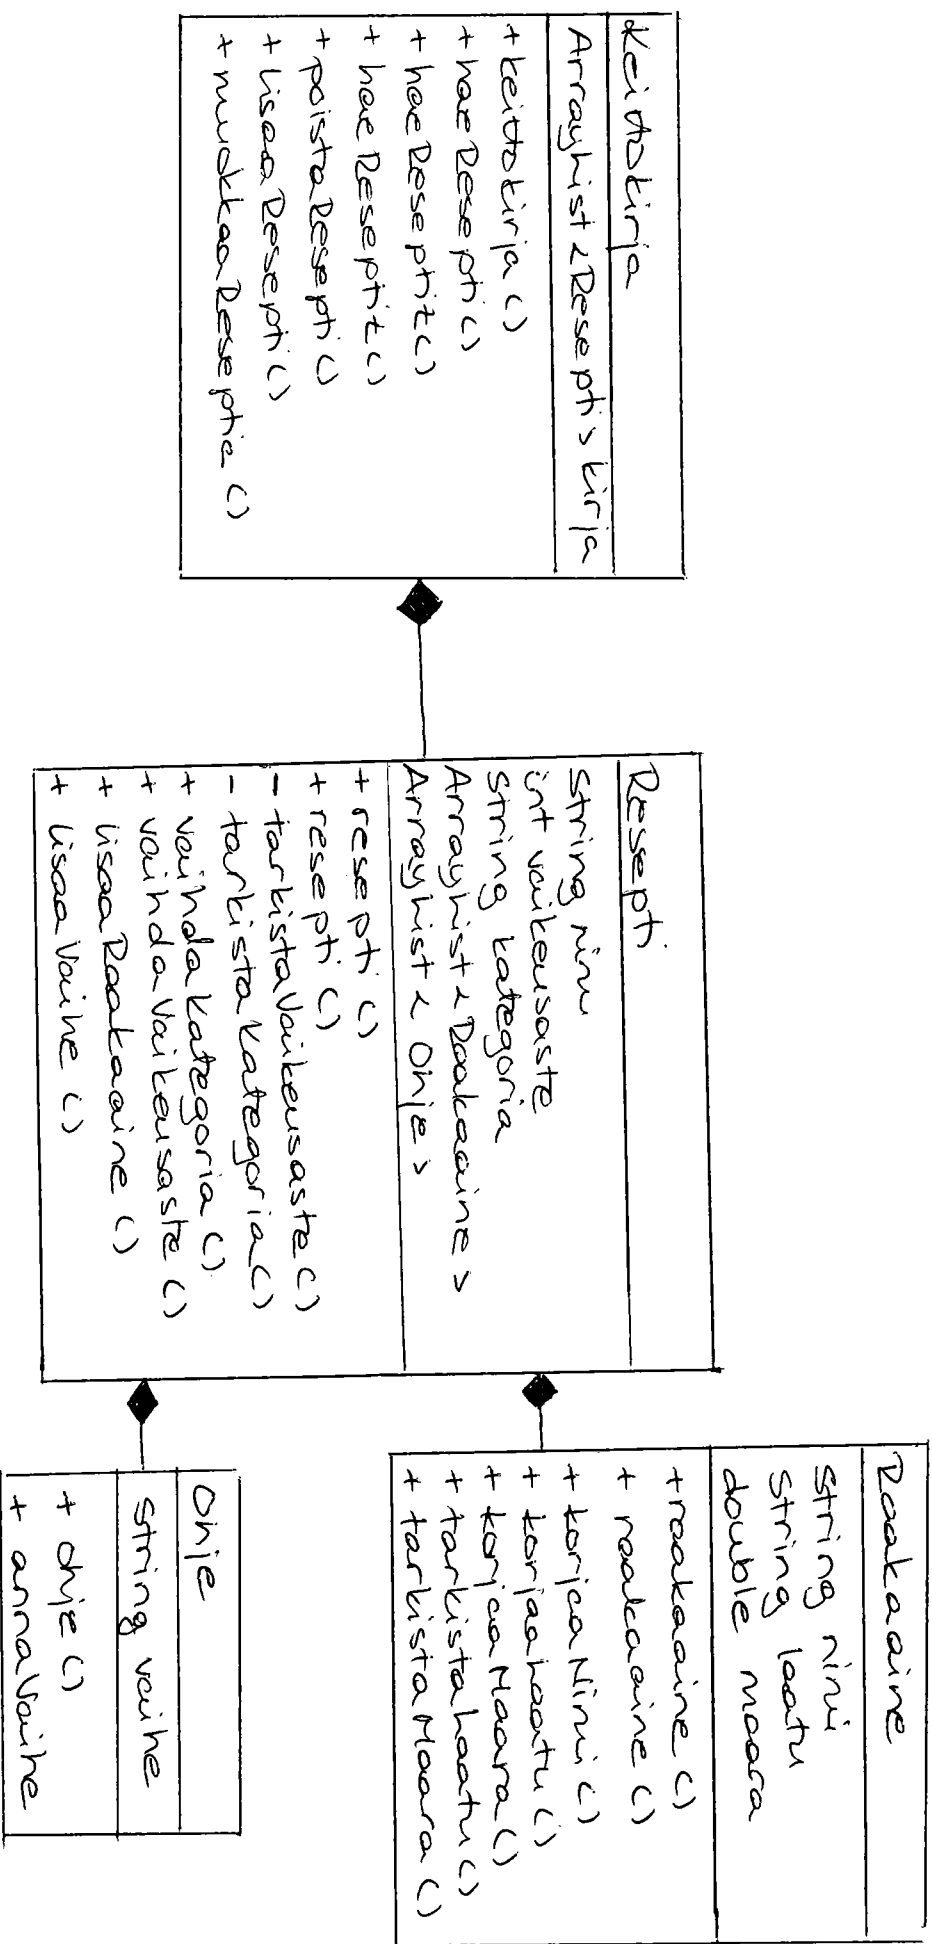 Keittokirja
ArrayList<Resepti> kirja
+ keittokirja()
+ haeResepti()
+ haeReseptit()
+ haeReseptit()
+ poistaResepti()
+ lisaaResepti()
+ muokkaaReseptia()
Resepti
String nimi
int vaikeusaste
String kategoria
ArrayList<Raakaaine>
ArrayList<Ohje>
+ resepti()
+ resepti()
- tarkistaVaikeusaste()
- tarkistaKategoria()
+ vaihdaKategoria()
+ vaihdaVaikeusaste()
+ lisaaRaakaaine()
+ lisaaVaihe()
Raakaaine
String nimi
String laatu
double maara
+ raakaaine()
+ raakaaine()
+ korjaaNimi()
+ korjaaLaatu()
+ korjaaMaara()
+ tarkistaLaatu()
+ tarkistaMaara()
Ohje
String vaihe
+ ohje()
+ annaVaihe